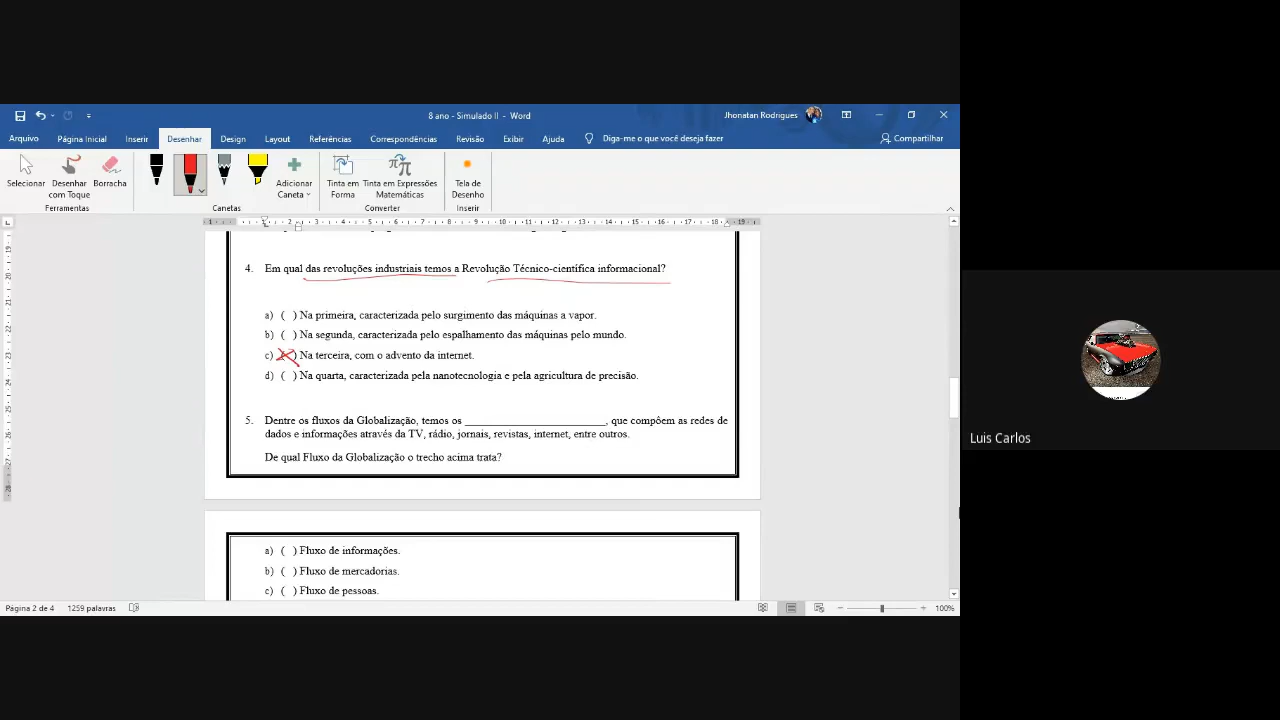 8 ano - Simulado II - Word
Jhonatan Rodrigues
Arquivo Página Inicial Inserir Desenhar Design Layout Referências Correspondências Revisão Exibir Ajuda Diga-me o que você deseja fazer Compartilhar
Selecionar Desenhar com Toque Borracha Adicionar Caneta Tinta em Forma Tinta em Expressões Matemáticas Tela de Desenho
Ferramentas Canetas Converter Inserir
4. Em qual das revoluções industriais temos a Revolução Técnico-científica informacional?
a) ( ) Na primeira, caracterizada pelo surgimento das máquinas a vapor.
b) ( ) Na segunda, caracterizada pelo espalhamento das máquinas pelo mundo.
c) (X) Na terceira, com o advento da internet.
d) ( ) Na quarta, caracterizada pela nanotecnologia e pela agricultura de precisão.
5. Dentre os fluxos da Globalização, temos os __________________________, que compõem as redes de
dados e informações através da TV, rádio, jornais, revistas, internet, entre outros.
De qual Fluxo da Globalização o trecho acima trata?
a) ( ) Fluxo de informações.
b) ( ) Fluxo de mercadorias.
c) ( ) Fluxo de pessoas.
Página 2 de 4 1259 palavras 100%
Luis Carlos